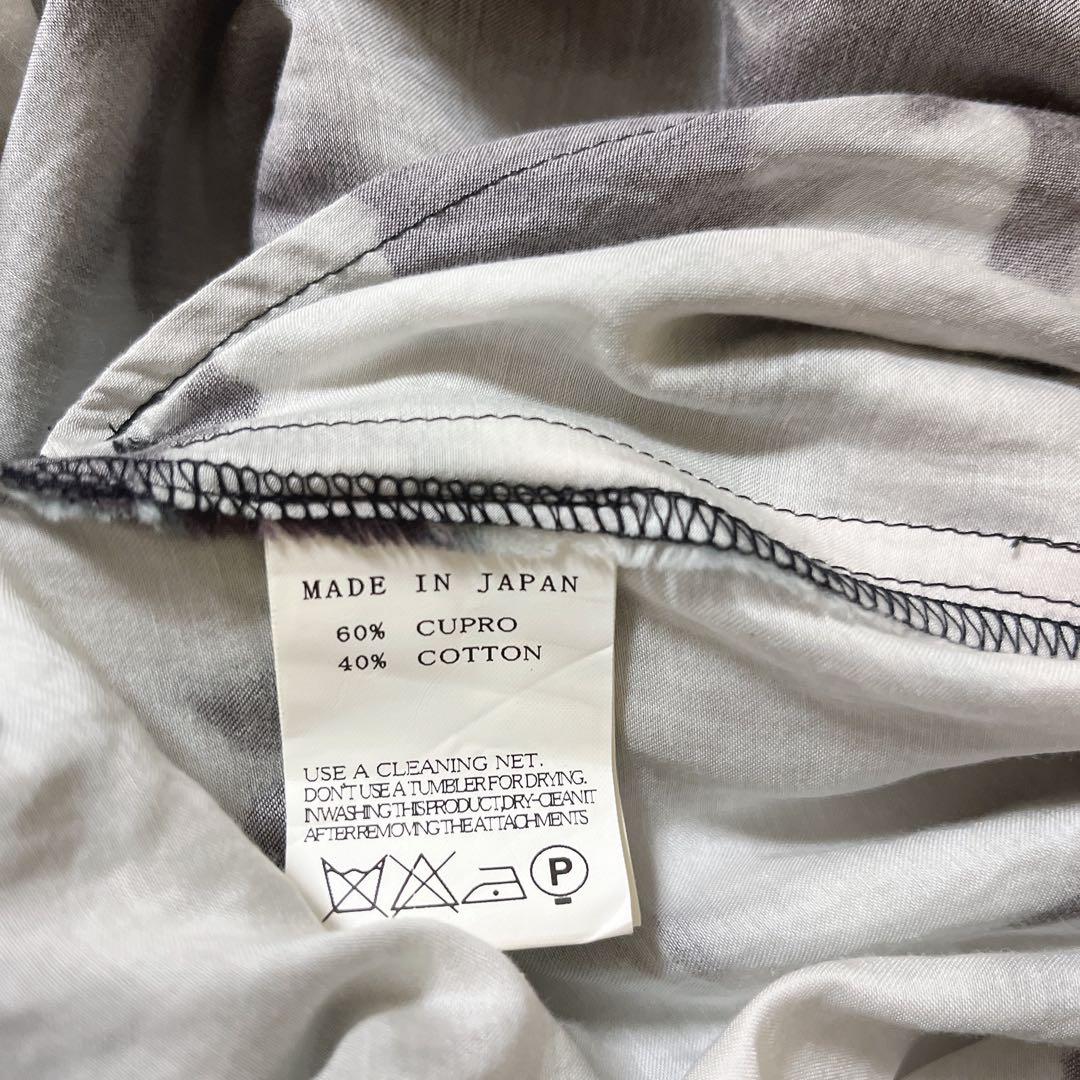 MADE IN JAPAN
60% CUPRO
40% COTTON
USE A CLEANING NET.
DON'T USE A TUMBLER FOR DRYING.
IN WASHING THIS PRODUCT,DRY-CLEAN IT
AFTER REMOVING THE ATTACHMENTS
P